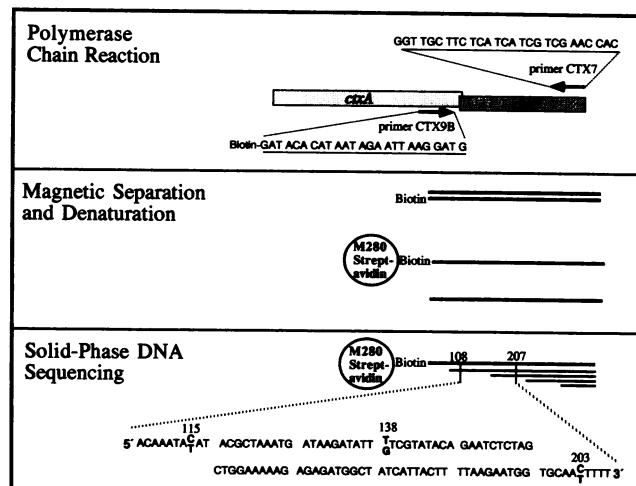 Polymerase
Chain Reaction
GGT TGC TTC TCA TCA TCG TCG AAC CAC
primer CTX7
ctxA
primer CTX9B
Biotin-GAT ACA CAT AAT AGA ATT AAG GAT G
Magnetic Separation
and Denaturation
Biotin
M280
Strept-
avidin
Biotin
Solid-Phase DNA
Sequencing
M280
Strept-
avidin
Biotin
108 207
115 138
5´ ACAAATA C/T AT ACGCTAAATG ATAAGATATT T/G TCGTATACA GAATCTCTAG
203
CTGGAAAAAG AGAGATGGCT ATCATTACTT TTAAGAATGG TGCAA C/T TTTT 3´